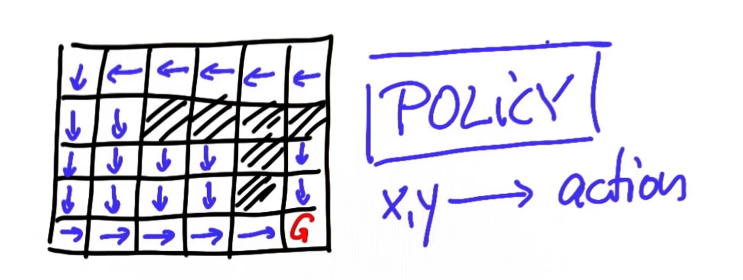 POLiCY
x,y → action
G